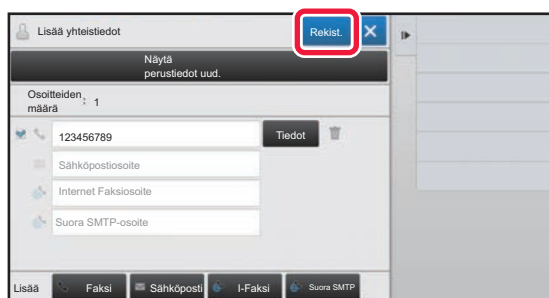 Lisää yhteistiedot
Rekist.
Näytä
perustiedot uud.
Osoitteiden
määrä : 1
123456789
Tiedot
Sähköpostiosoite
Internet Faksiosoite
Suora SMTP-osoite
Lisää
Faksi
Sähköposti
I-Faksi
Suora SMTP